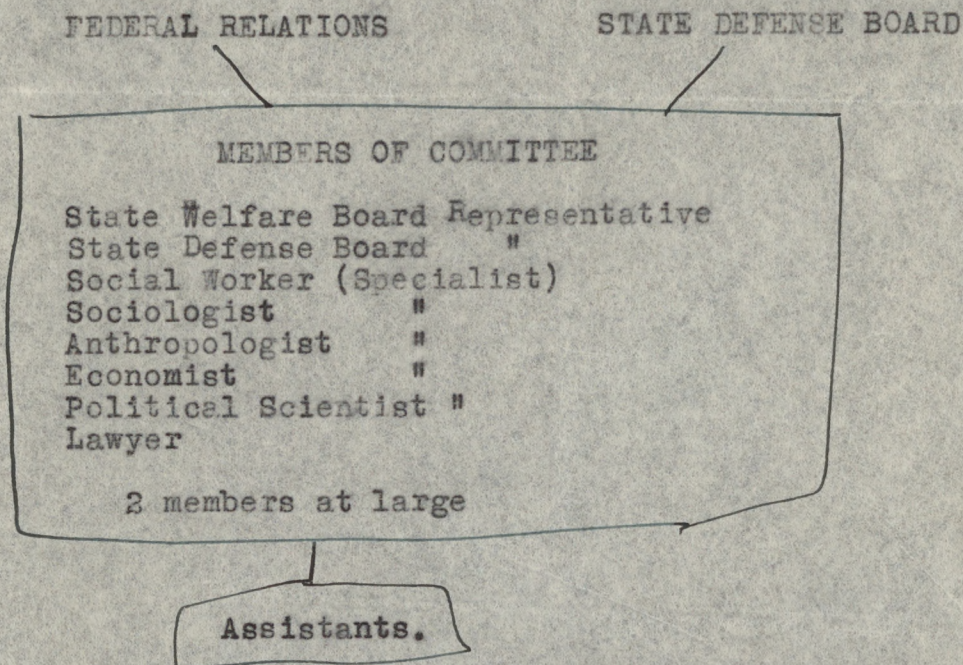 FEDERAL RELATIONS STATE DEFENSE BOARD
MEMBERS OF COMMITTEE
State Welfare Board Representative
State Defense Board "
Social Worker (Specialist)
Sociologist "
Anthropologist "
Economist "
Political Scientist "
Lawyer
2 members at large
Assistants.